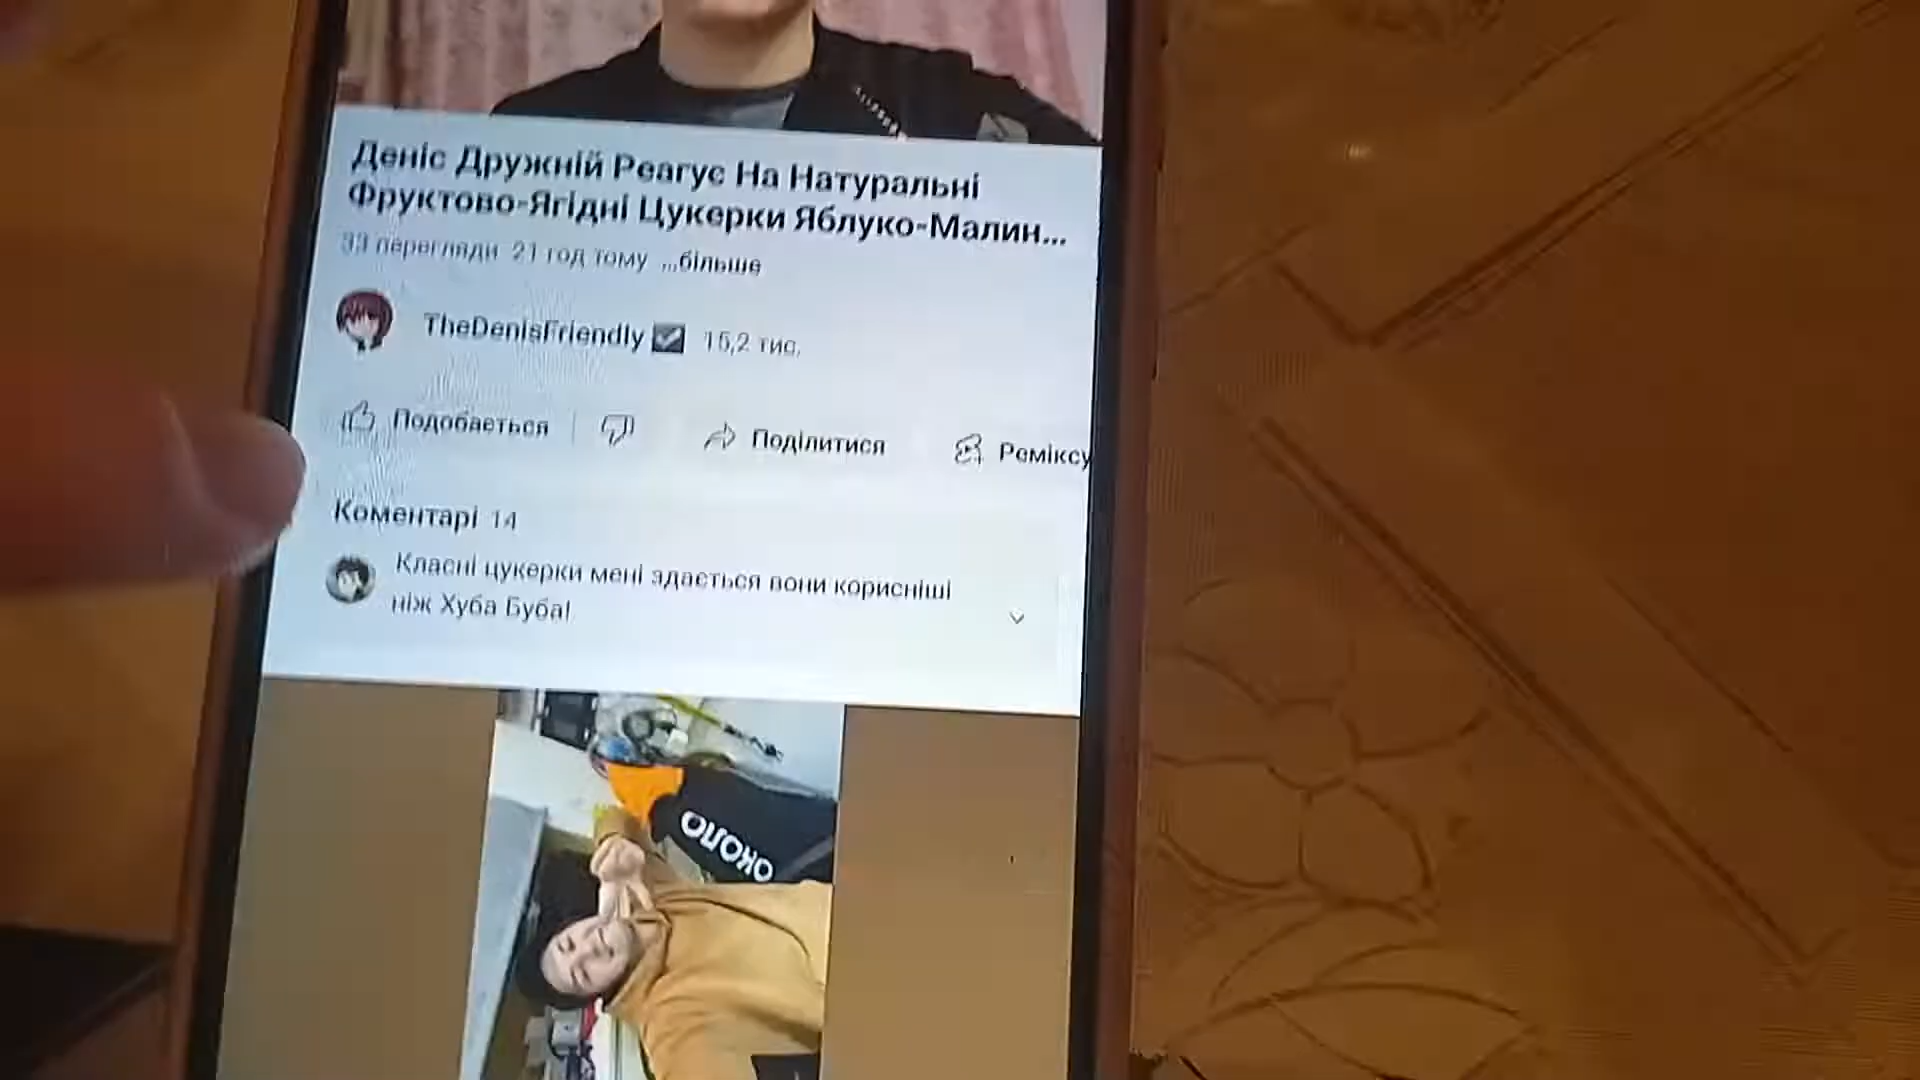 Деніс Дружній Реагує На Натуральні
Фруктово-Ягідні Цукерки Яблуко-Малин...
33 перегляди 21 год тому ...більше
TheDenisFriendly 15,2 тис.
Подобається
Поділитися
Реміксу
Коментарі 14
Класні цукерки мені здається вони корисніші
ніж Хуба Буба!
ОЛОКО